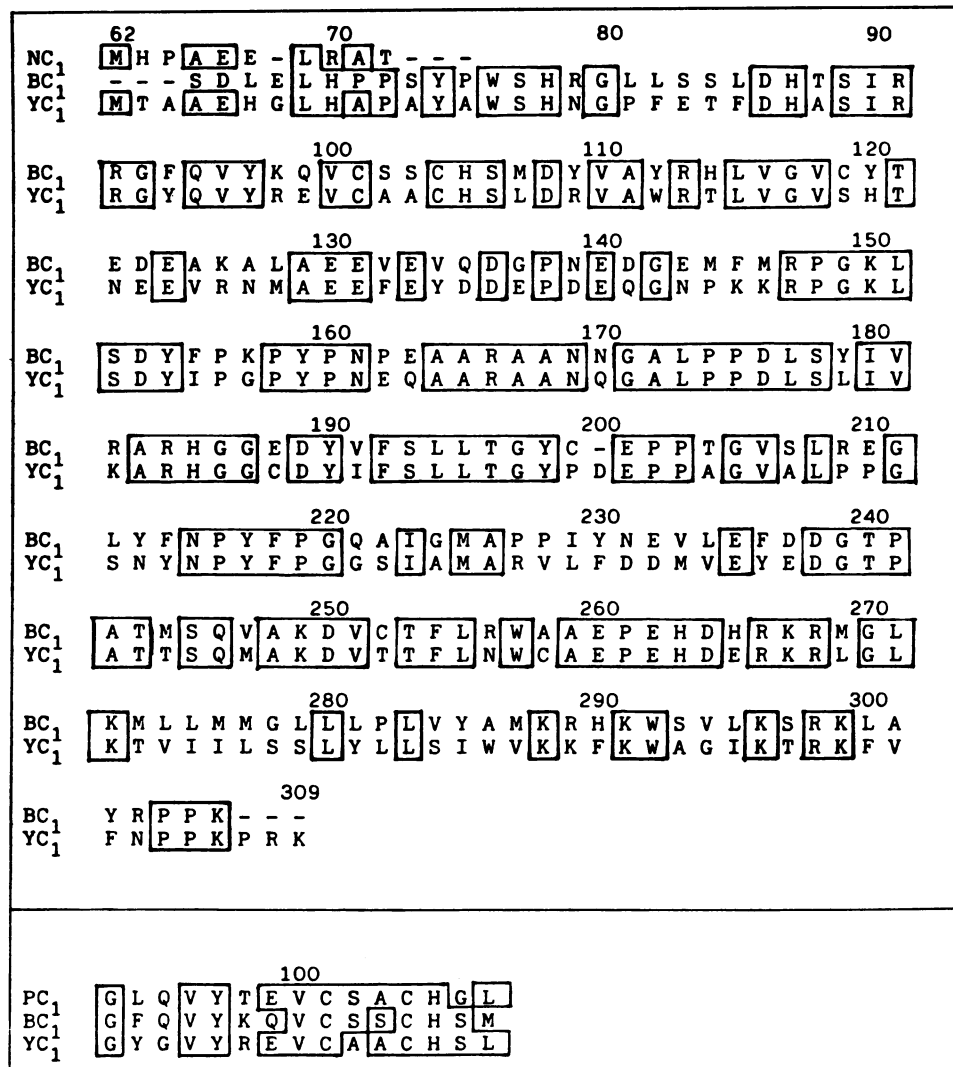 62 70 80 90
NC1 M H P A E E - L R A T - - -
BC1 - - - S D L E L H P P S Y P W S H R G L L S S L D H T S I R
YC1 M T A A E H G L H A P A Y A W S H N G P F E T F D H A S I R
100 110 120
BC1 R G F Q V Y K Q V C S S C H S M D Y V A Y R H L V G V C Y T
YC1 R G Y Q V Y R E V C A A C H S L D R V A W R T L V G V S H T
130 140 150
BC1 E D E A K A L A E E V E V Q D G P N E D G E M F M R P G K L
YC1 N E E V R N M A E E F E Y D D E P D E Q G N P K K R P G K L
160 170 180
BC1 S D Y F P K P Y P N P E A A R A A N N G A L P P D L S Y I V
YC1 S D Y I P G P Y P N E Q A A R A A N Q G A L P P D L S L I V
190 200 210
BC1 R A R H G G E D Y V F S L L T G Y C - E P P T G V S L R E G
YC1 K A R H G G C D Y I F S L L T G Y P D E P P A G V A L P P G
220 230 240
BC1 L Y F N P Y F P G Q A I G M A P P I Y N E V L E F D D G T P
YC1 S N Y N P Y F P G G S I A M A R V L F D D M V E Y E D G T P
250 260 270
BC1 A T M S Q V A K D V C T F L R W A A E P E H D H R K R M G L
YC1 A T T S Q M A K D V T T F L N W C A E P E H D E R K R L G L
280 290 300
BC1 K M L L M M G L L L P L V Y A M K R H K W S V L K S R K L A
YC1 K T V I I L S S L Y L L S I W V K K F K W A G I K T R K F V
309
BC1 Y R P P K - - -
YC1 F N P P K P R K
100
PC1 G L Q V Y T E V C S A C H G L
BC1 G F Q V Y K Q V C S S C H S M
YC1 G Y G V Y R E V C A A C H S L